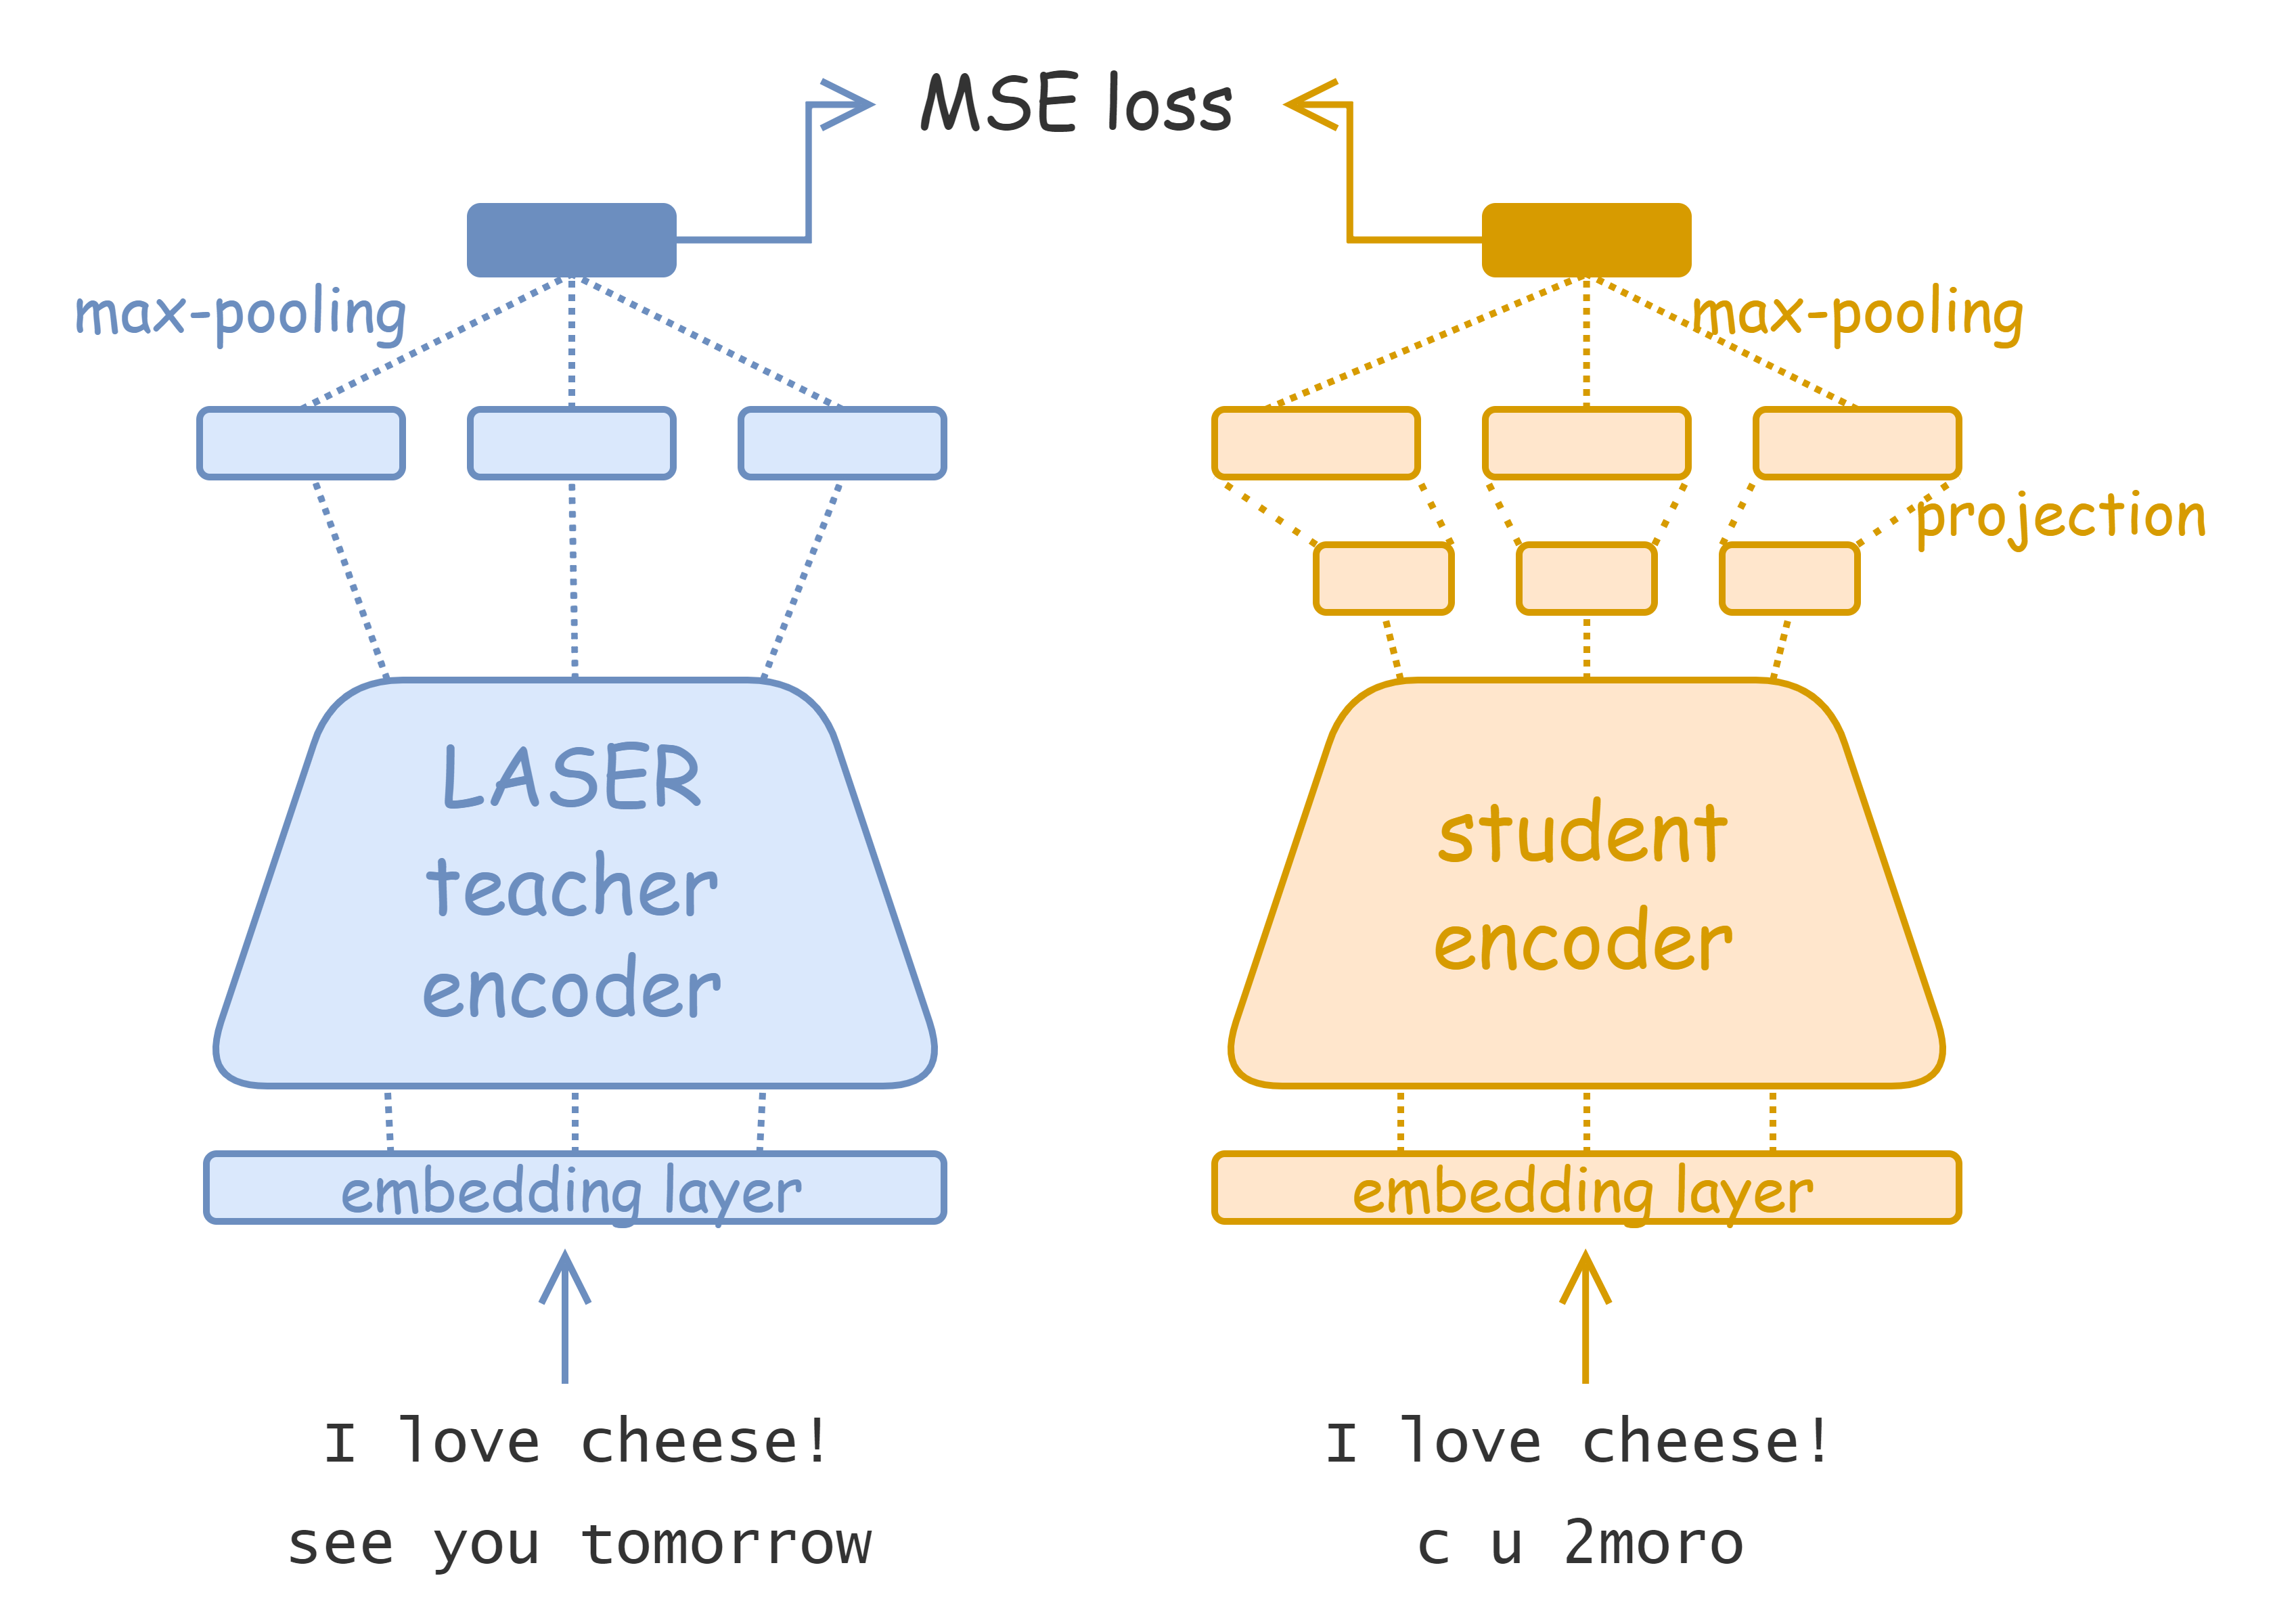 MSE loss
max-pooling
max-pooling
projection
LASER
teacher
encoder
student
encoder
embedding layer
embedding layer
I love cheese!
see you tomorrow
I love cheese!
c u 2moro